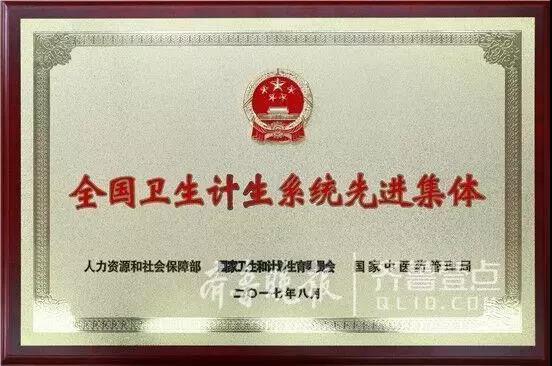 全国卫生计生系统先进集体
人力资源和社会保障部 国家卫生和计划生育委员会 国家中医药管理局
二〇一七年八月
齐鲁晚报 齐鲁壹点
QLID.COM